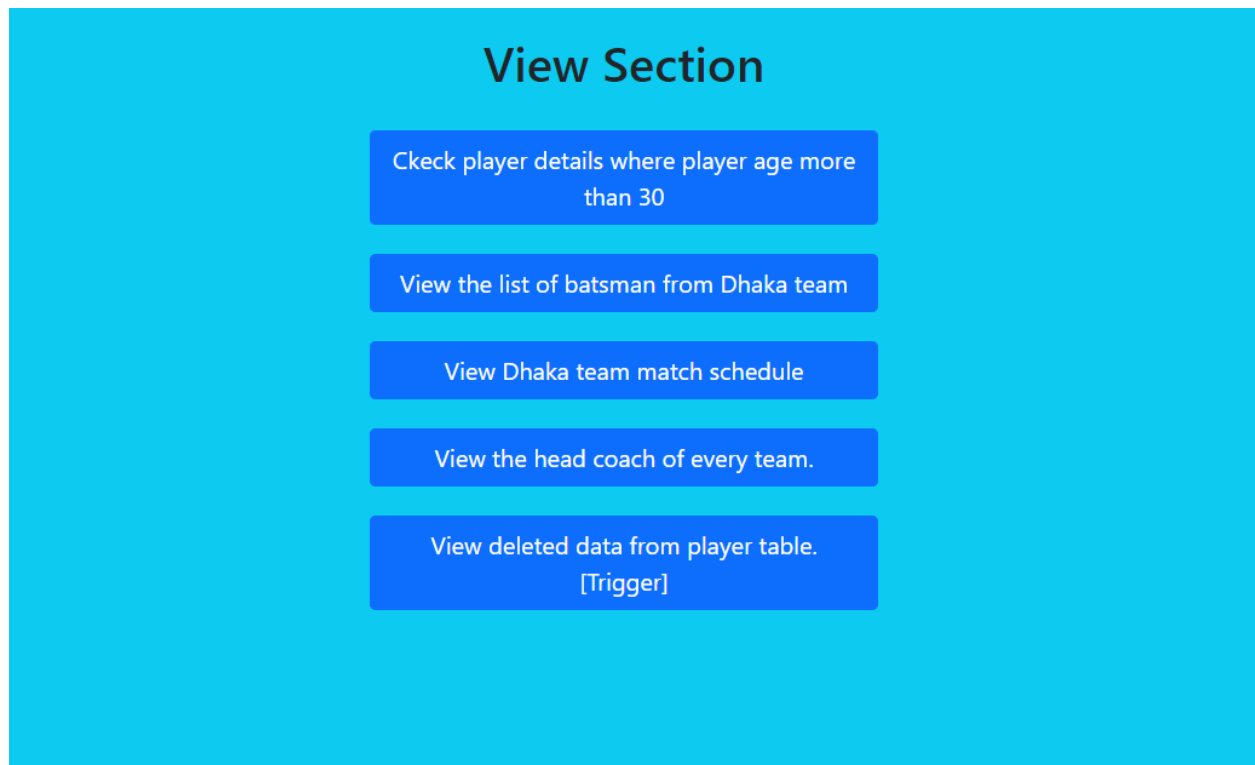 View Section
Ckeck player details where player age more
than 30
View the list of batsman from Dhaka team
View Dhaka team match schedule
View the head coach of every team.
View deleted data from player table.
[Trigger]